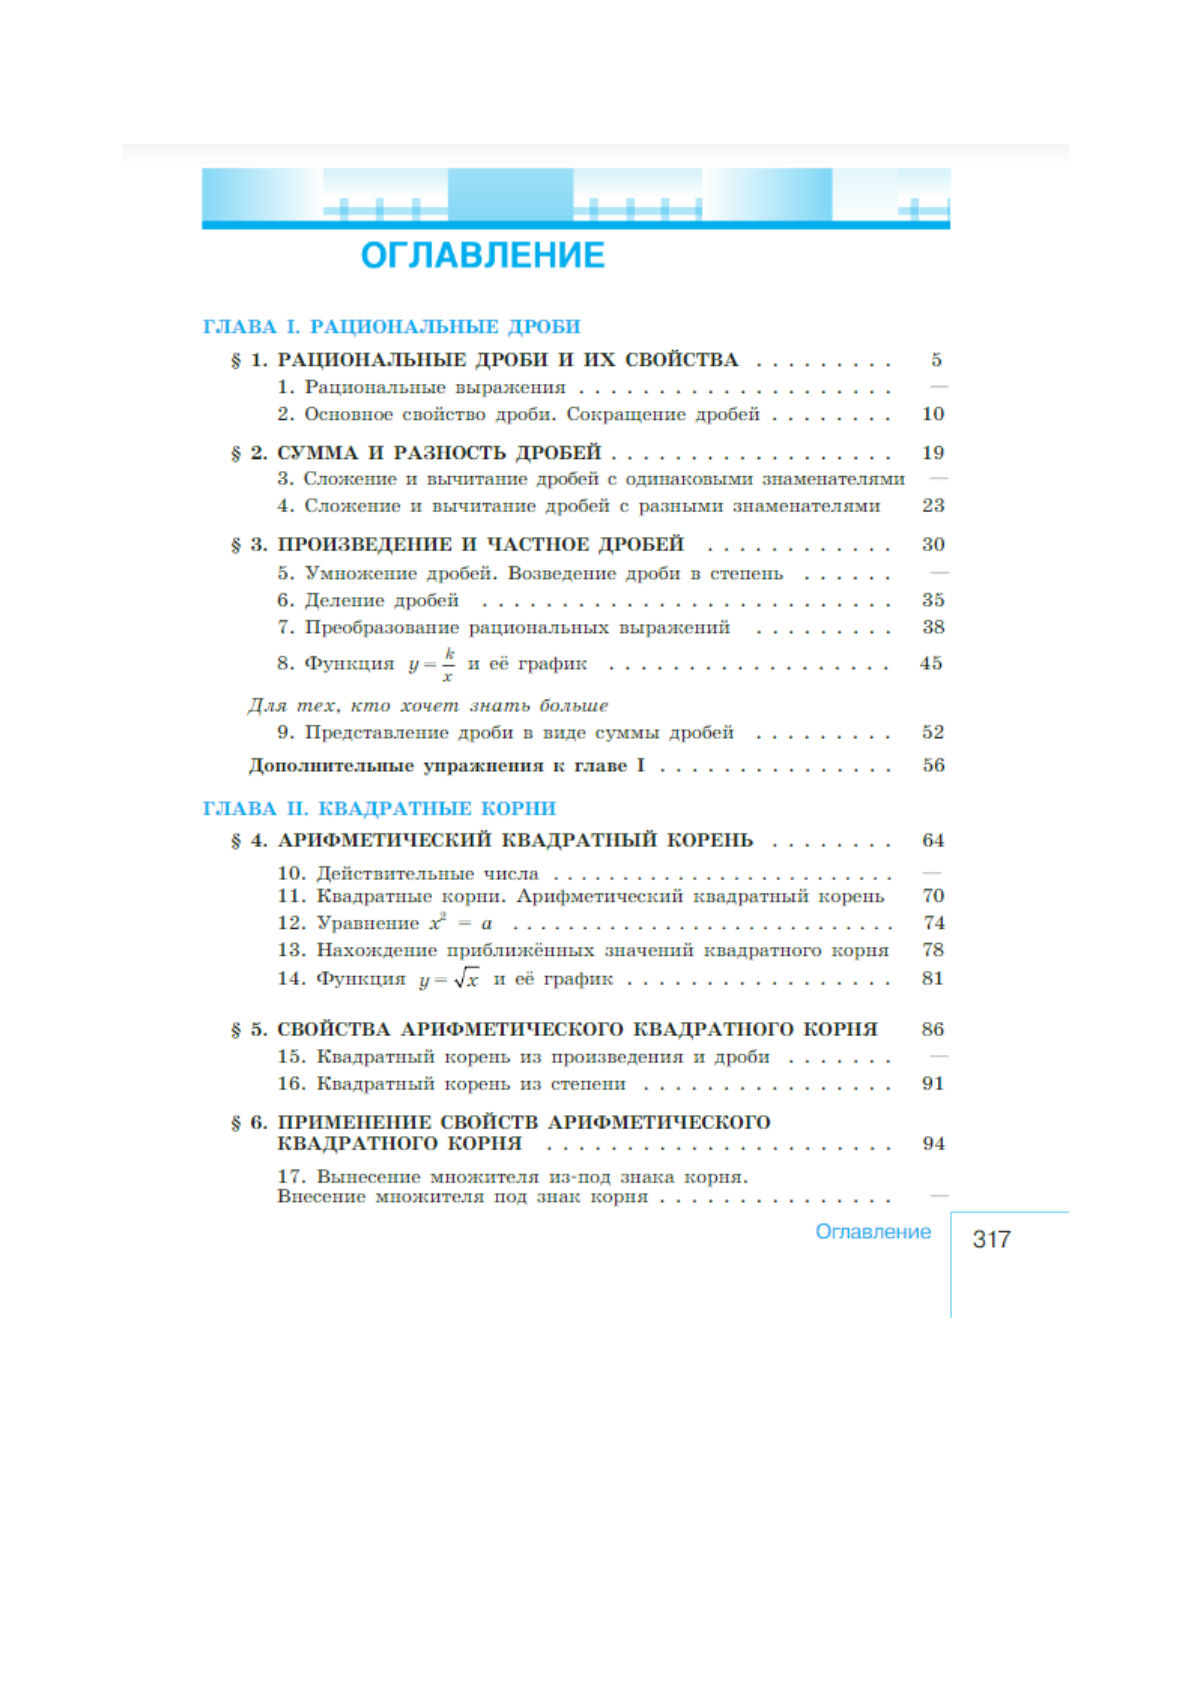 ОГЛАВЛЕНИЕ
ГЛАВА I. РАЦИОНАЛЬНЫЕ ДРОБИ
§ 1. РАЦИОНАЛЬНЫЕ ДРОБИ И ИХ СВОЙСТВА . . . . . . . . . 5
1. Рациональные выражения . . . . . . . . . . . . . . . . . . . . —
2. Основное свойство дроби. Сокращение дробей . . . . . . . . 10
§ 2. СУММА И РАЗНОСТЬ ДРОБЕЙ . . . . . . . . . . . . . . . . . . 19
3. Сложение и вычитание дробей с одинаковыми знаменателями —
4. Сложение и вычитание дробей с разными знаменателями 23
§ 3. ПРОИЗВЕДЕНИЕ И ЧАСТНОЕ ДРОБЕЙ . . . . . . . . . . . . 30
5. Умножение дробей. Возведение дроби в степень . . . . . . —
6. Деление дробей . . . . . . . . . . . . . . . . . . . . . . . . . . 35
7. Преобразование рациональных выражений . . . . . . . . . 38
8. Функция y = k/x и её график . . . . . . . . . . . . . . . . . . 45
Для тех, кто хочет знать больше
9. Представление дроби в виде суммы дробей . . . . . . . . . 52
Дополнительные упражнения к главе I . . . . . . . . . . . . . . . 56
ГЛАВА II. КВАДРАТНЫЕ КОРНИ
§ 4. АРИФМЕТИЧЕСКИЙ КВАДРАТНЫЙ КОРЕНЬ . . . . . . . . 64
10. Действительные числа . . . . . . . . . . . . . . . . . . . . . . . . . —
11. Квадратные корни. Арифметический квадратный корень 70
12. Уравнение x² = a . . . . . . . . . . . . . . . . . . . . . . . . . . . . 74
13. Нахождение приближённых значений квадратного корня 78
14. Функция y = √x и её график . . . . . . . . . . . . . . . . . 81
§ 5. СВОЙСТВА АРИФМЕТИЧЕСКОГО КВАДРАТНОГО КОРНЯ 86
15. Квадратный корень из произведения и дроби . . . . . . . —
16. Квадратный корень из степени . . . . . . . . . . . . . . . . 91
§ 6. ПРИМЕНЕНИЕ СВОЙСТВ АРИФМЕТИЧЕСКОГО
КВАДРАТНОГО КОРНЯ . . . . . . . . . . . . . . . . . . . . . . 94
17. Вынесение множителя из-под знака корня.
Внесение множителя под знак корня . . . . . . . . . . . . . . . —
Оглавление 317